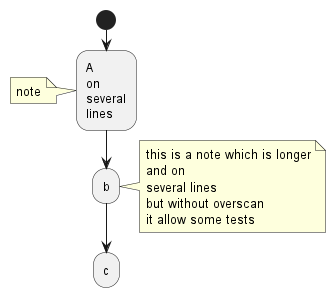 A
on
several
lines
note
this is a note which is longer
and on
several lines
but without overscan
it allow some tests
b
c